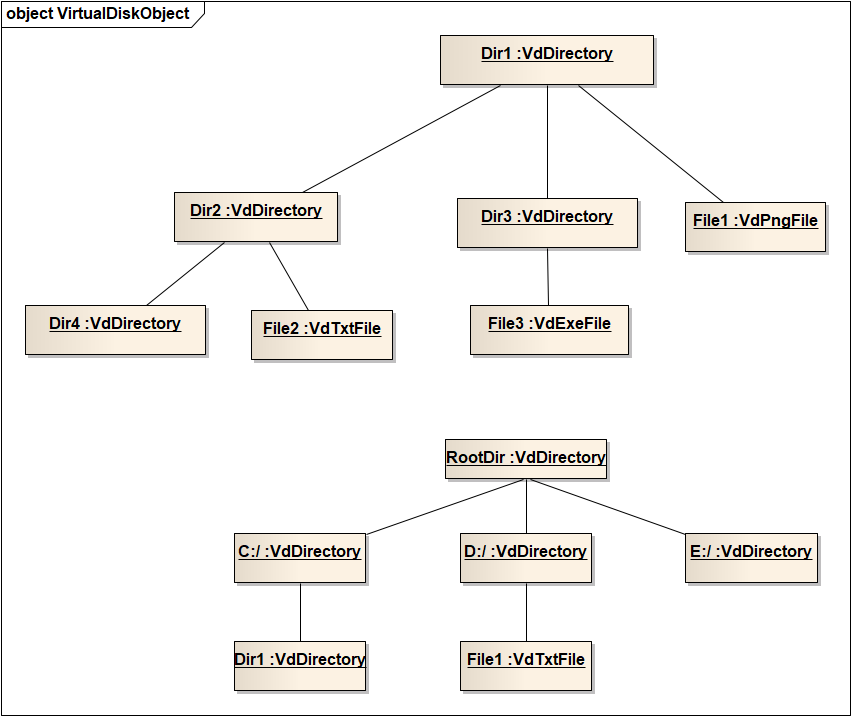 object VirtualDiskObject
Dir1 :VdDirectory
Dir2 :VdDirectory
Dir3 :VdDirectory
File1 :VdPngFile
Dir4 :VdDirectory
File2 :VdTxtFile
File3 :VdExeFile
RootDir :VdDirectory
C:/ :VdDirectory
D:/ :VdDirectory
E:/ :VdDirectory
Dir1 :VdDirectory
File1 :VdTxtFile